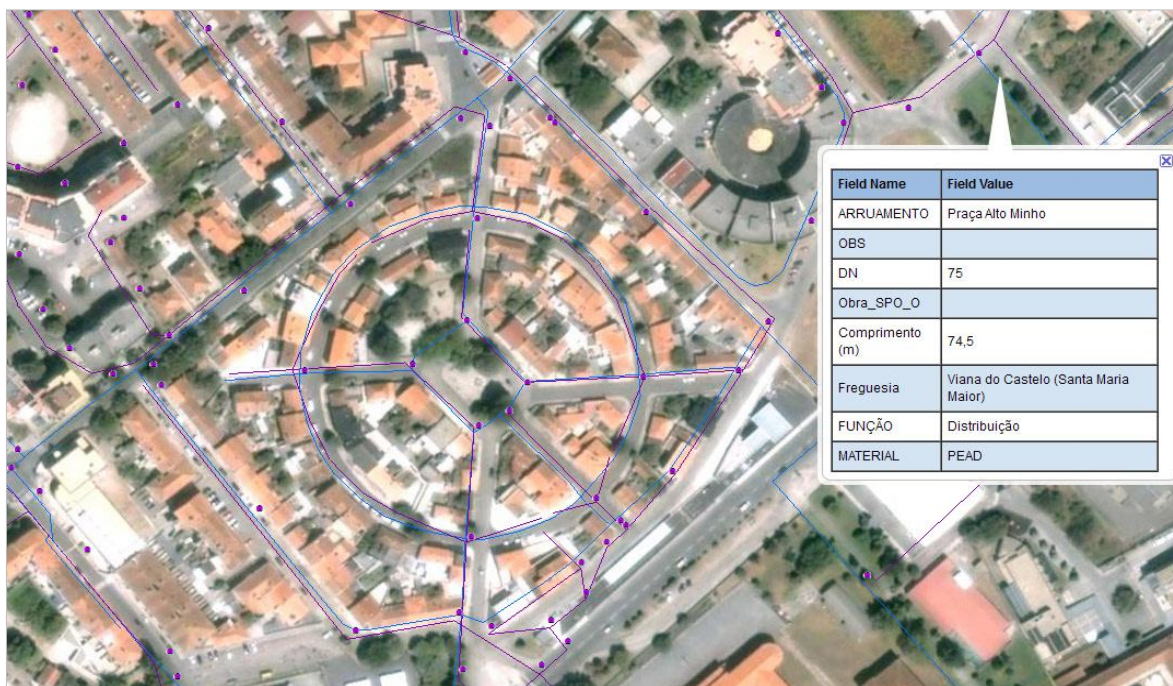 Field Name Field Value
ARRUAMENTO Praça Alto Minho
OBS
DN 75
Obra_SPO_O
Comprimento
(m) 74,5
Freguesia Viana do Castelo (Santa Maria
Maior)
FUNÇÃO Distribuição
MATERIAL PEAD